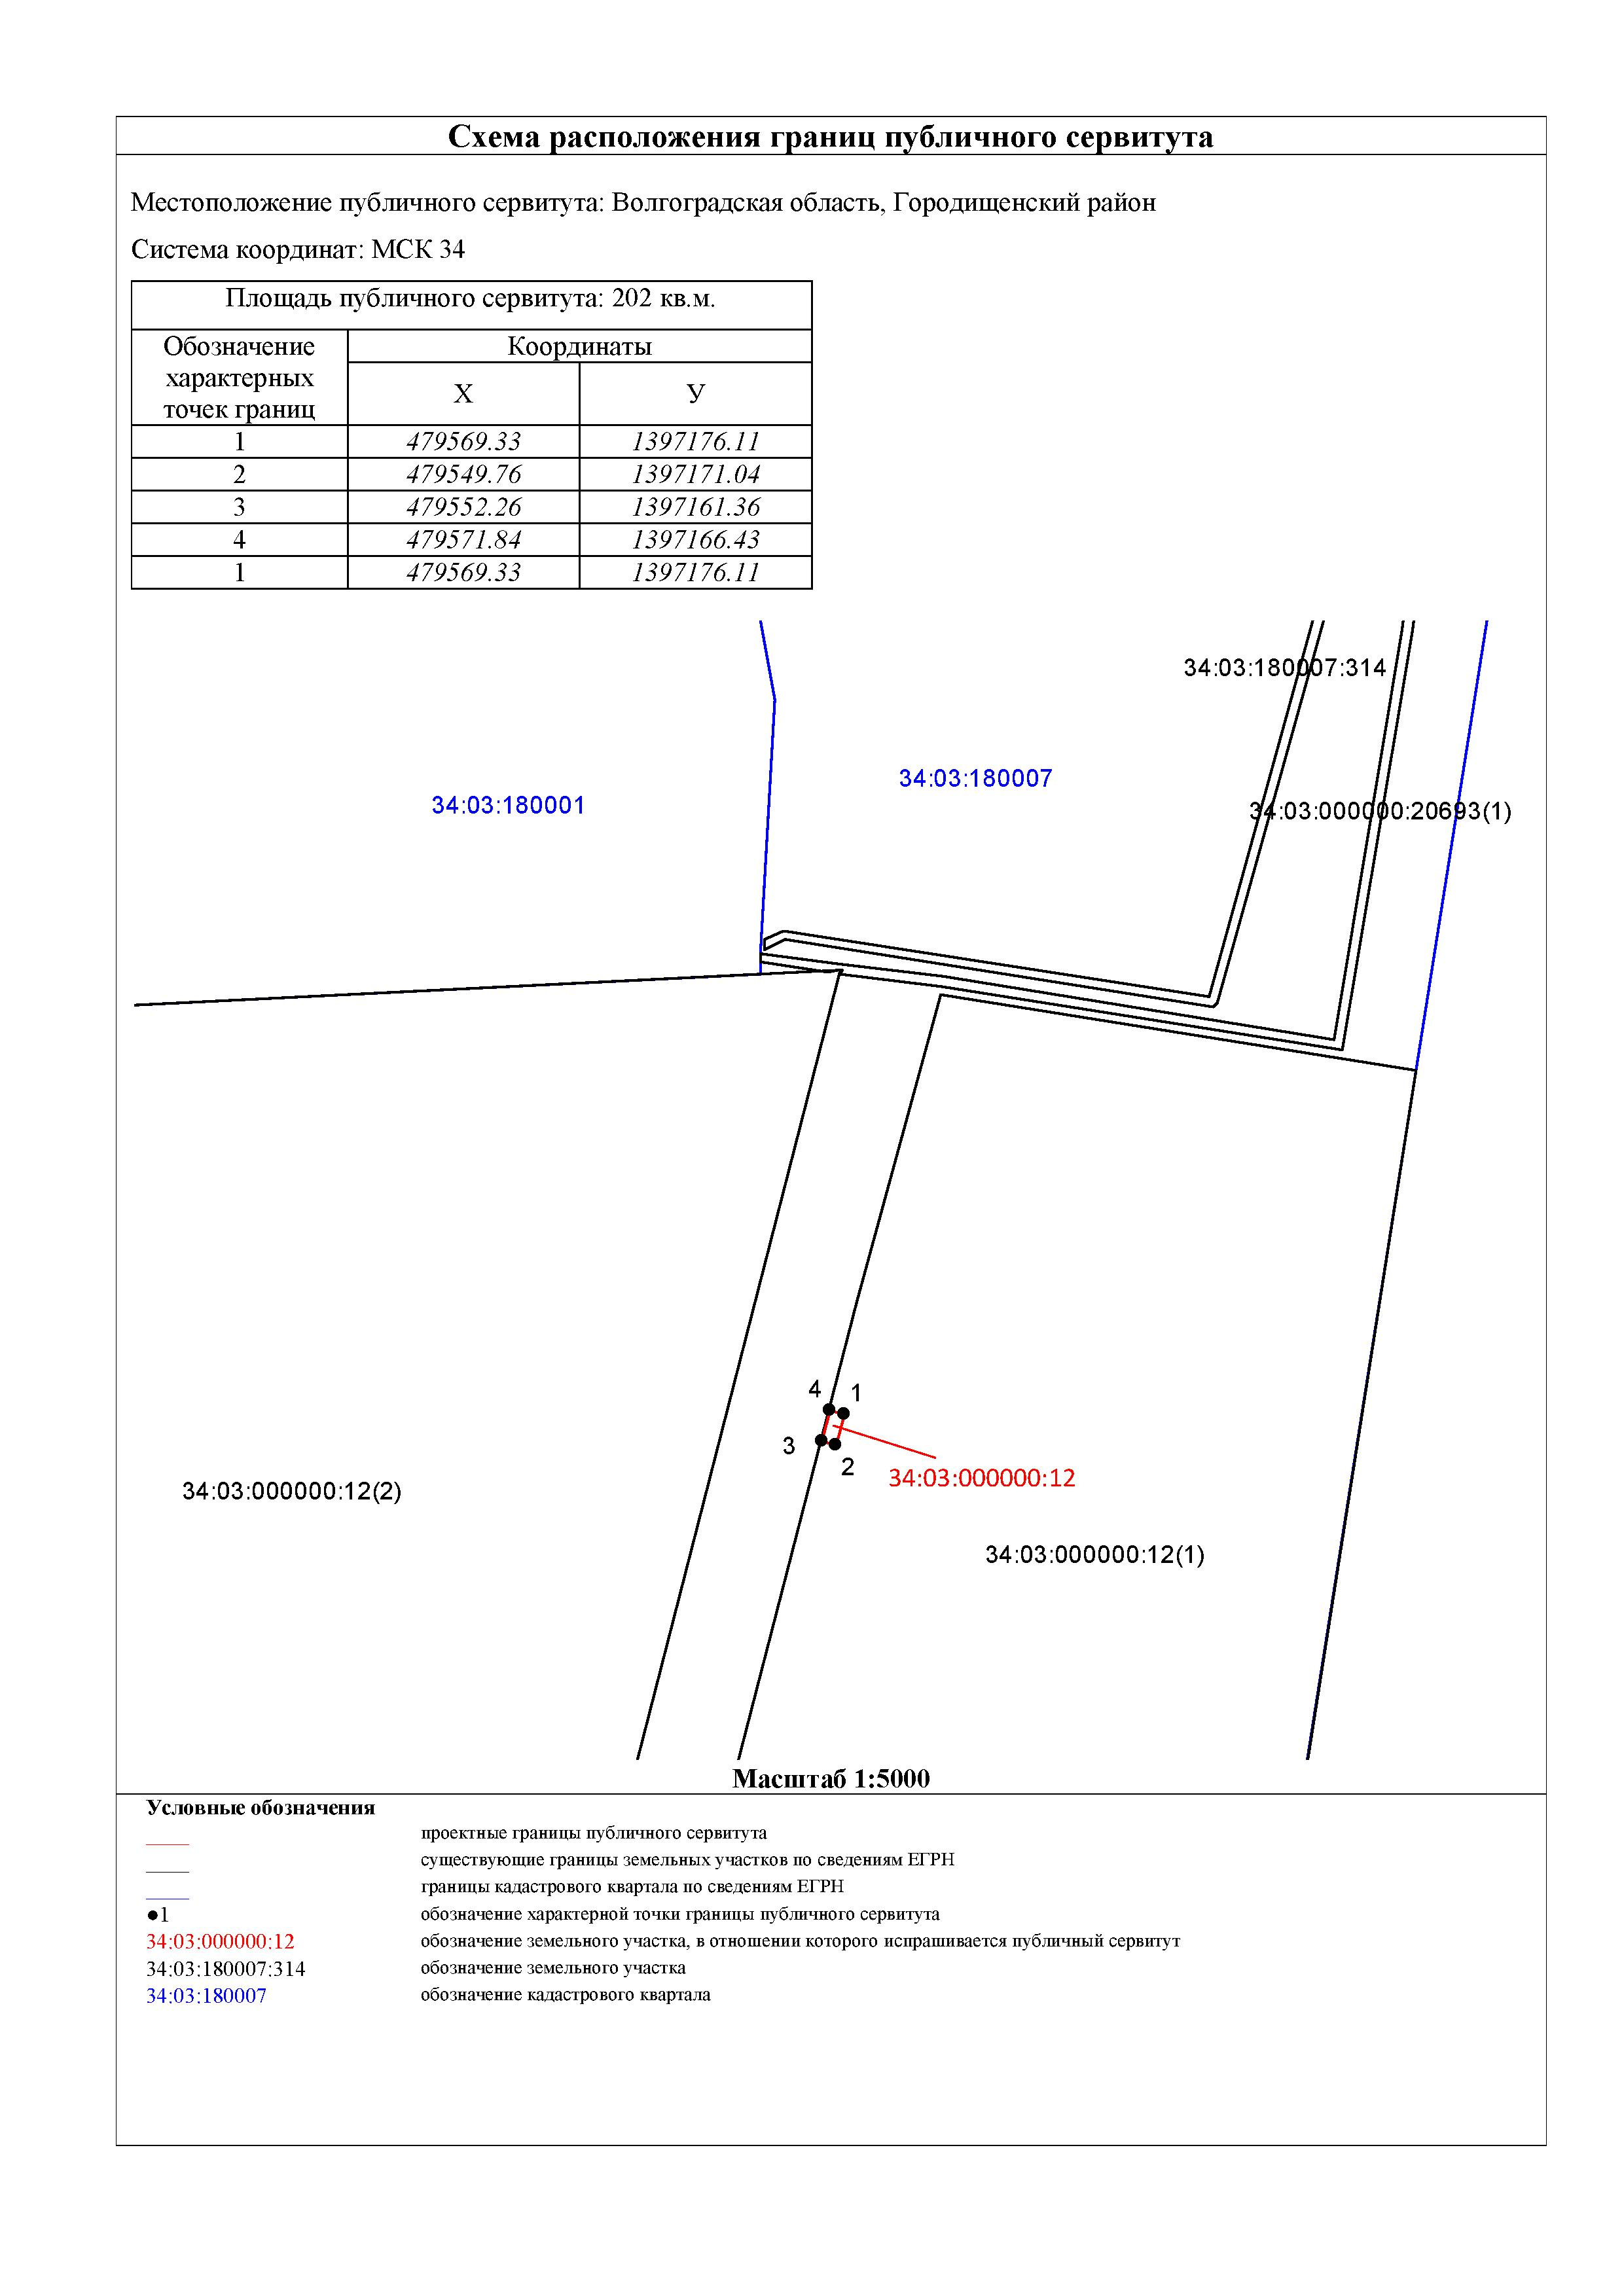 Схема расположения границ публичного сервитута
Местоположение публичного сервитута: Волгоградская область, Городищенский район
Система координат: МСК 34
Площадь публичного сервитута: 202 кв.м.
Обозначение характерных точек границ
Координаты
Х У
1 479569.33 1397176.11
2 479549.76 1397171.04
3 479552.26 1397161.36
4 479571.84 1397166.43
1 479569.33 1397176.11
34:03:180007:314
34:03:180007
34:03:180001
34:03:000000:20693(1)
4 1
3
2
34:03:000000:12
34:03:000000:12(2)
34:03:000000:12(1)
Масштаб 1:5000
Условные обозначения
проектные границы публичного сервитута
существующие границы земельных участков по сведениям ЕГРН
границы кадастрового квартала по сведениям ЕГРН
●1 обозначение характерной точки границы публичного сервитута
34:03:000000:12 обозначение земельного участка, в отношении которого испрашивается публичный сервитут
34:03:180007:314 обозначение земельного участка
34:03:180007 обозначение кадастрового квартала